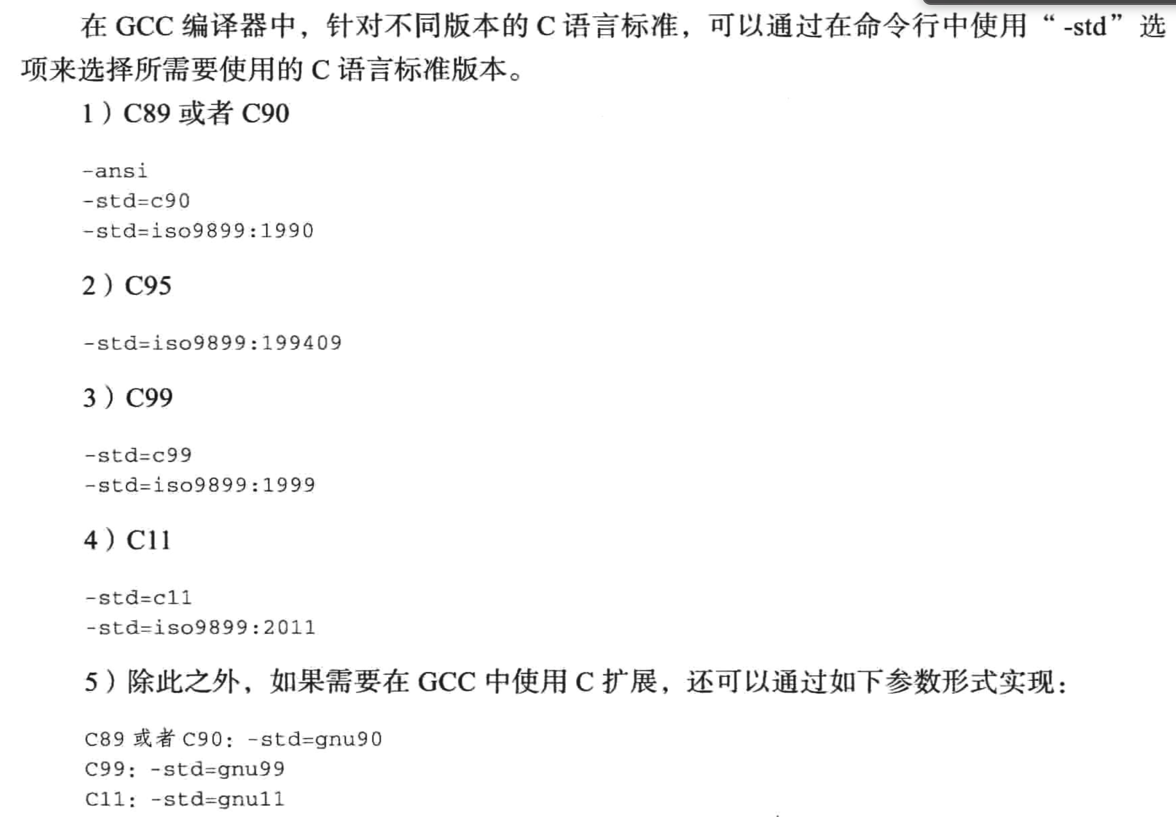 在 GCC 编译器中，针对不同版本的 C 语言标准，可以通过在命令行中使用“ -std”选
项来选择所需要使用的 C 语言标准版本。
1）C89 或者 C90
-ansi
-std=c90
-std=iso9899:1990
2）C95
-std=iso9899:199409
3）C99
-std=c99
-std=iso9899:1999
4）C11
-std=c11
-std=iso9899:2011
5）除此之外，如果需要在 GCC 中使用 C 扩展，还可以通过如下参数形式实现：
C89 或者 C90: -std=gnu90
C99: -std=gnu99
C11: -std=gnu11